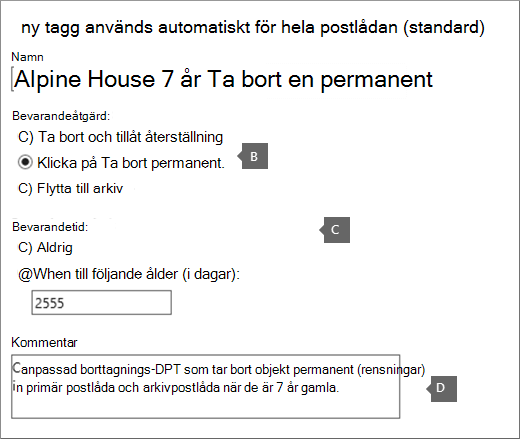 ny tagg används automatiskt för hela postlådan (standard)
Namn
Alpine House 7 år Ta bort en permanent
Bevarandeåtgärd:
C) Ta bort och tillåt återställning
Klicka på Ta bort permanent.
B
C) Flytta till arkiv
Bevarandetid:
C
C) Aldrig
@When till följande ålder (i dagar):
2555
Kommentar
Canpassad borttagnings-DPT som tar bort objekt permanent (rensningar)
in primär postlåda och arkivpostlåda när de är 7 år gamla.
D